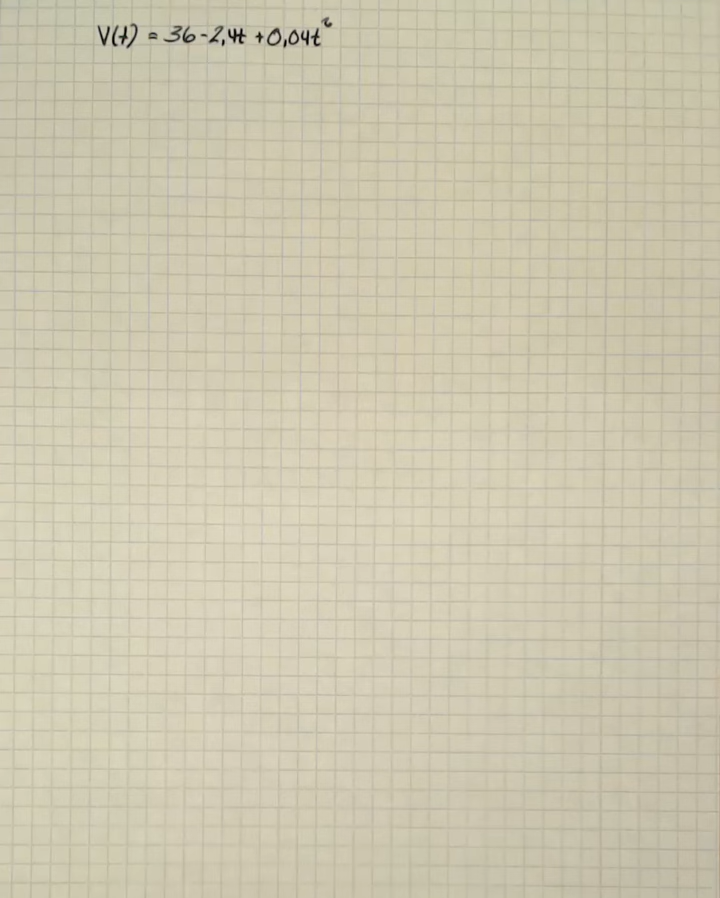 V(t) = 36-2,4t +0,04t²